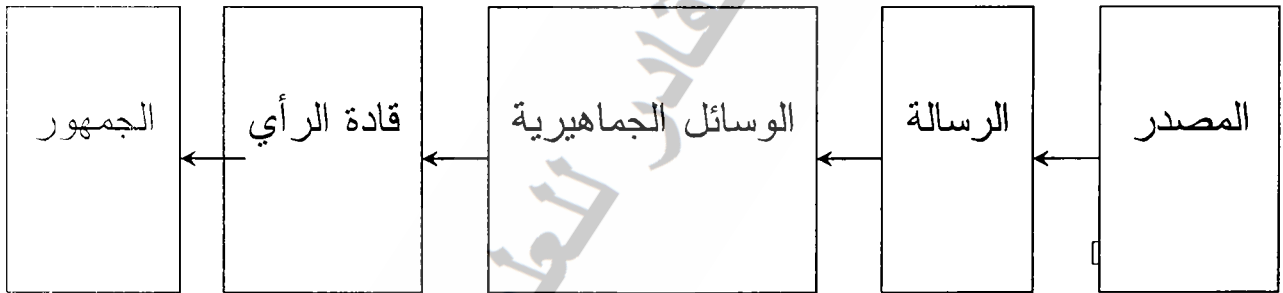 المصدر
الرسالة
الوسائل الجماهيرية
قادة الرأي
الجمهور